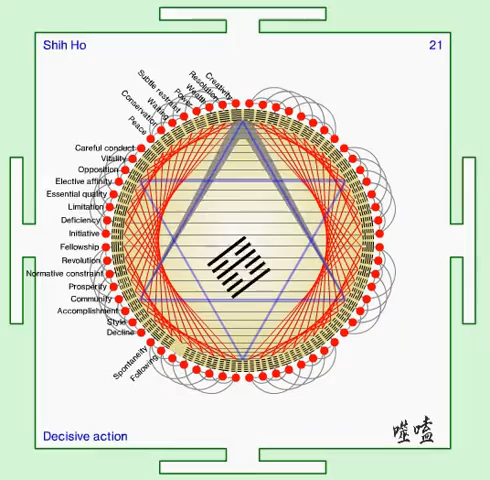 Shih Ho
21
Creativity
Resolution
Wealth
Power
Subtle restraint
Waiting
Conservation
Peace
Careful conduct
Vitality
Opposition
Elective affinity
Essential quality
Limitation
Deficiency
Initiative
Fellowship
Revolution
Normative constraint
Prosperity
Community
Accomplishment
Style
Decline
Spontaneity
Following
Decisive action
噬嗑